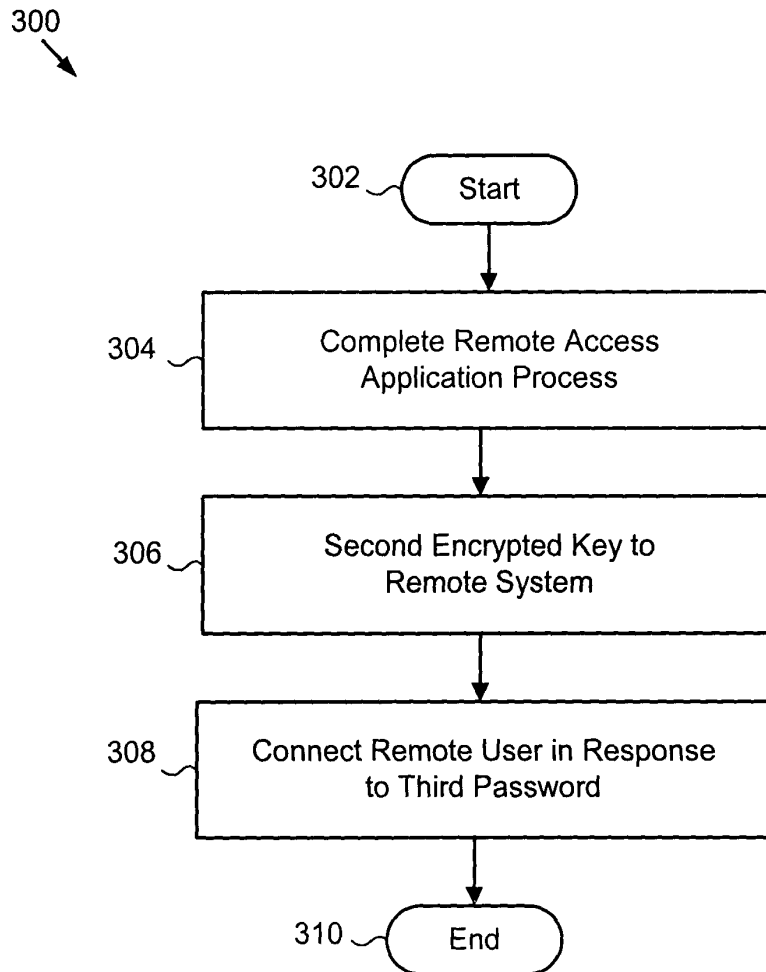 300
302
Start
304
Complete Remote Access
Application Process
306
Second Encrypted Key to
Remote System
308
Connect Remote User in Response
to Third Password
310
End